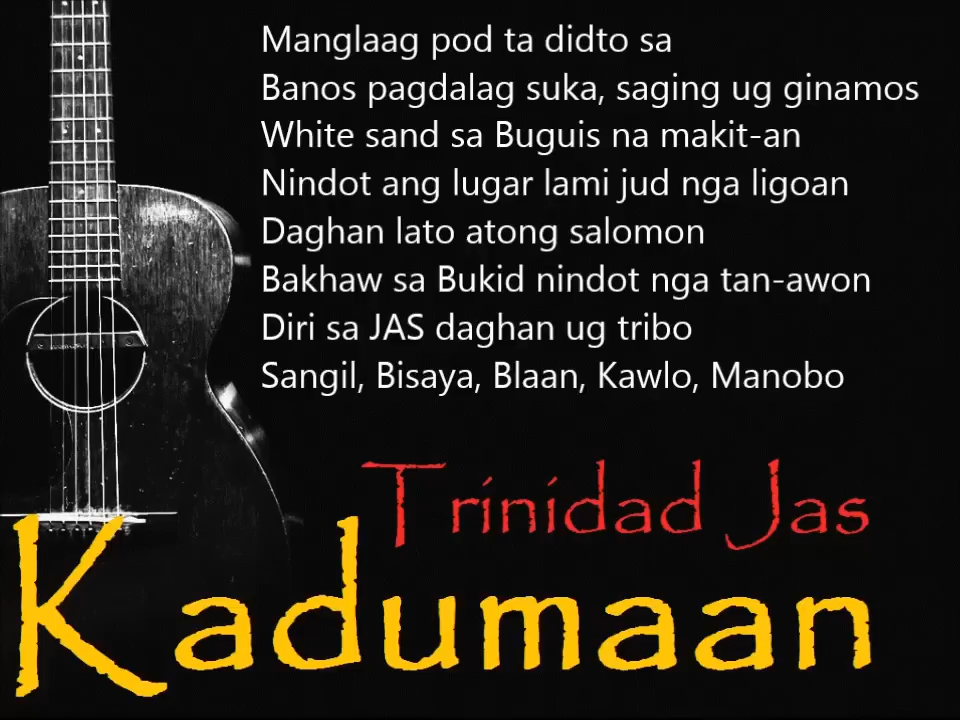 Manglaag pod ta didto sa
Banos pagdalag suka, saging ug ginamos
White sand sa Buguis na makit-an
Nindot ang lugar lami jud nga ligoan
Daghan lato atong salomon
Bakhaw sa Bukid nindot nga tan-awon
Diri sa JAS daghan ug tribo
Sangil, Bisaya, Blaan, Kawlo, Manobo
Trinidad Jas
Kadumaan